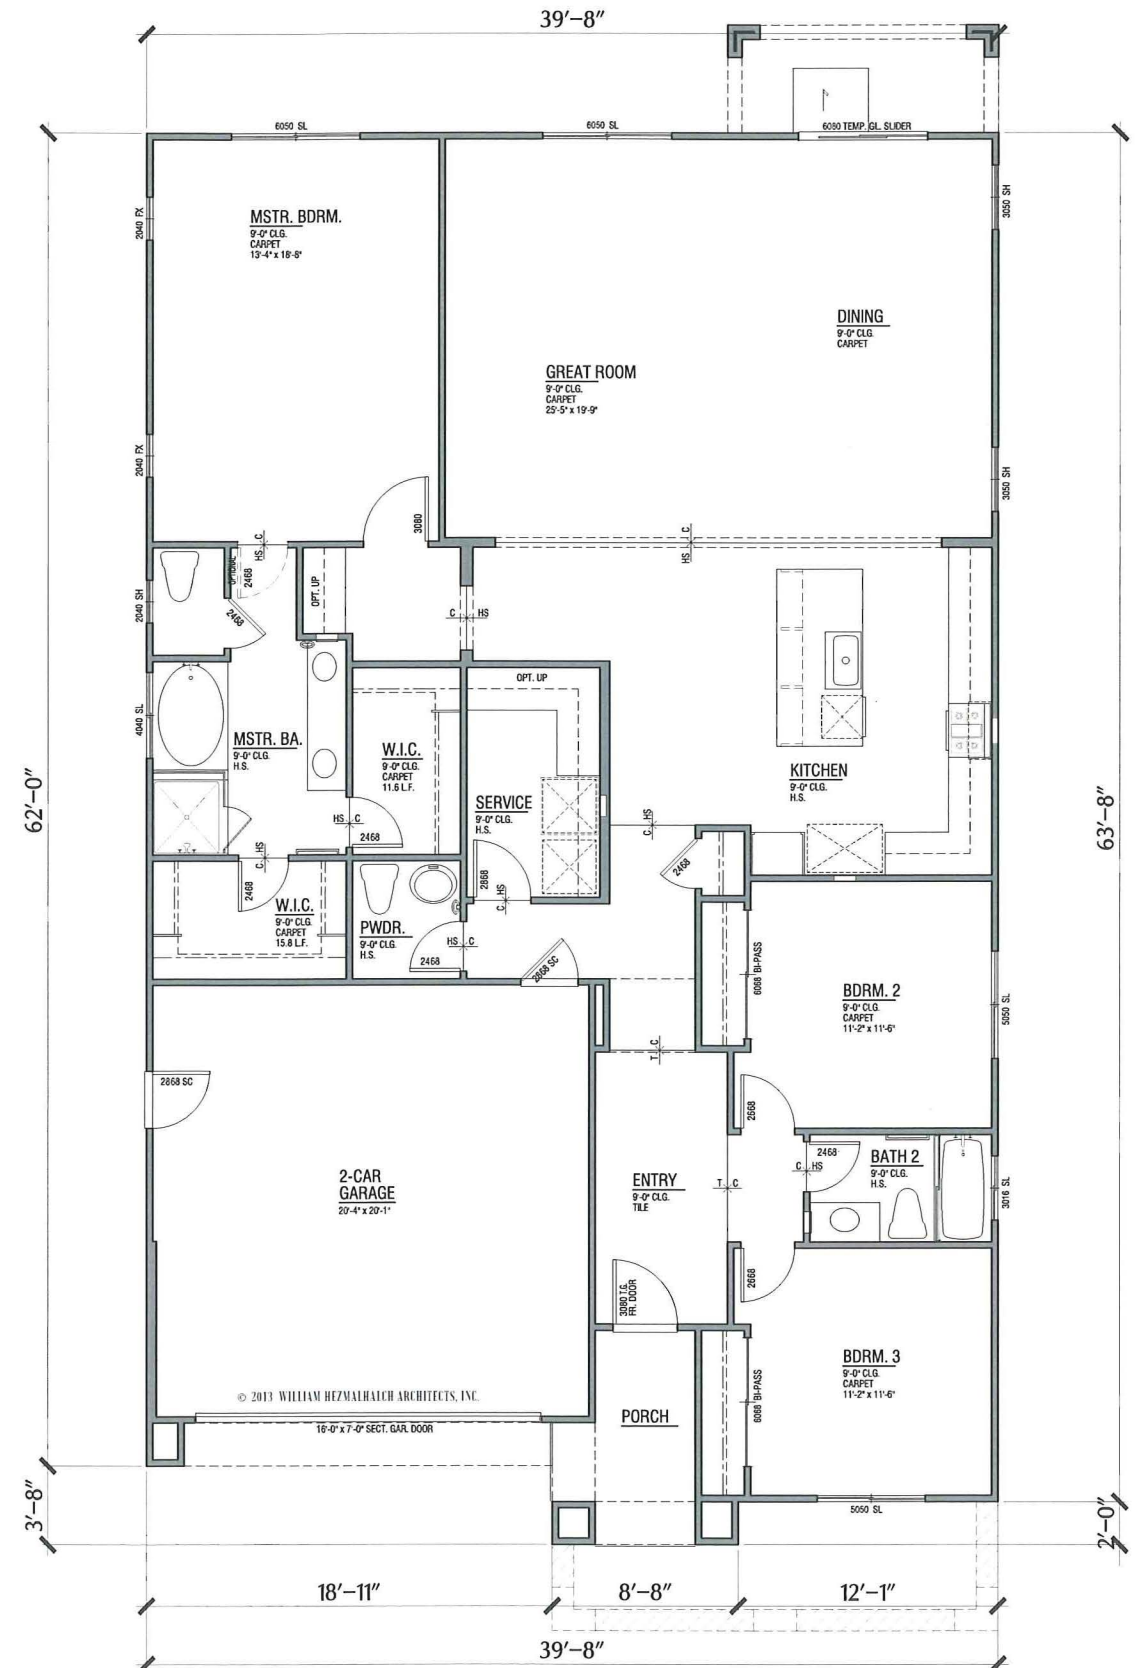 39'-8"
6050 SL
6050 SL
6080 TEMP. GL. SLIDER
2040 FX
MSTR. BDRM.
9'-0" CLG.
CARPET
13'-4" x 18'-8"
3050 SH
DINING
9'-0" CLG.
CARPET
GREAT ROOM
9'-0" CLG.
CARPET
25'-5" x 19'-9"
2040 FX
3080
3050 SH
HS C
OPTIONAL
2468
HS C
2040 SH
2468
OPT. UP
C HS
OPT. UP
4040 SL
MSTR. BA.
9'-0" CLG.
H.S.
W.I.C.
9'-0" CLG.
CARPET
11.6 L.F.
KITCHEN
9'-0" CLG.
H.S.
SERVICE
9'-0" CLG.
H.S.
62'-0"
63'-8"
HS C
2468
C HS
C HS
2468
2468
2868
C HS
W.I.C.
9'-0" CLG.
CARPET
15.8 L.F.
PWDR.
9'-0" CLG.
H.S.
HS C
2468
2868 SC
6068 BI-PASS
BDRM. 2
9'-0" CLG.
CARPET
11'-2" x 11'-6"
5050 SL
T C
2868 SC
2668
2-CAR
GARAGE
20'-4" x 20'-1"
ENTRY
9'-0" CLG.
TILE
T C
C HS
2468
BATH 2
9'-0" CLG.
H.S.
3016 SL
2668
3080 T.G.
FR. DOOR
BDRM. 3
9'-0" CLG.
CARPET
11'-2" x 11'-6"
6068 BI-PASS
© 2013 WILLIAM HEZMALHALCH ARCHITECTS, INC.
16'-0" x 7'-0" SECT. GAR. DOOR
PORCH
5050 SL
3'-8"
2'-0"
18'-11"
8'-8"
12'-1"
39'-8"